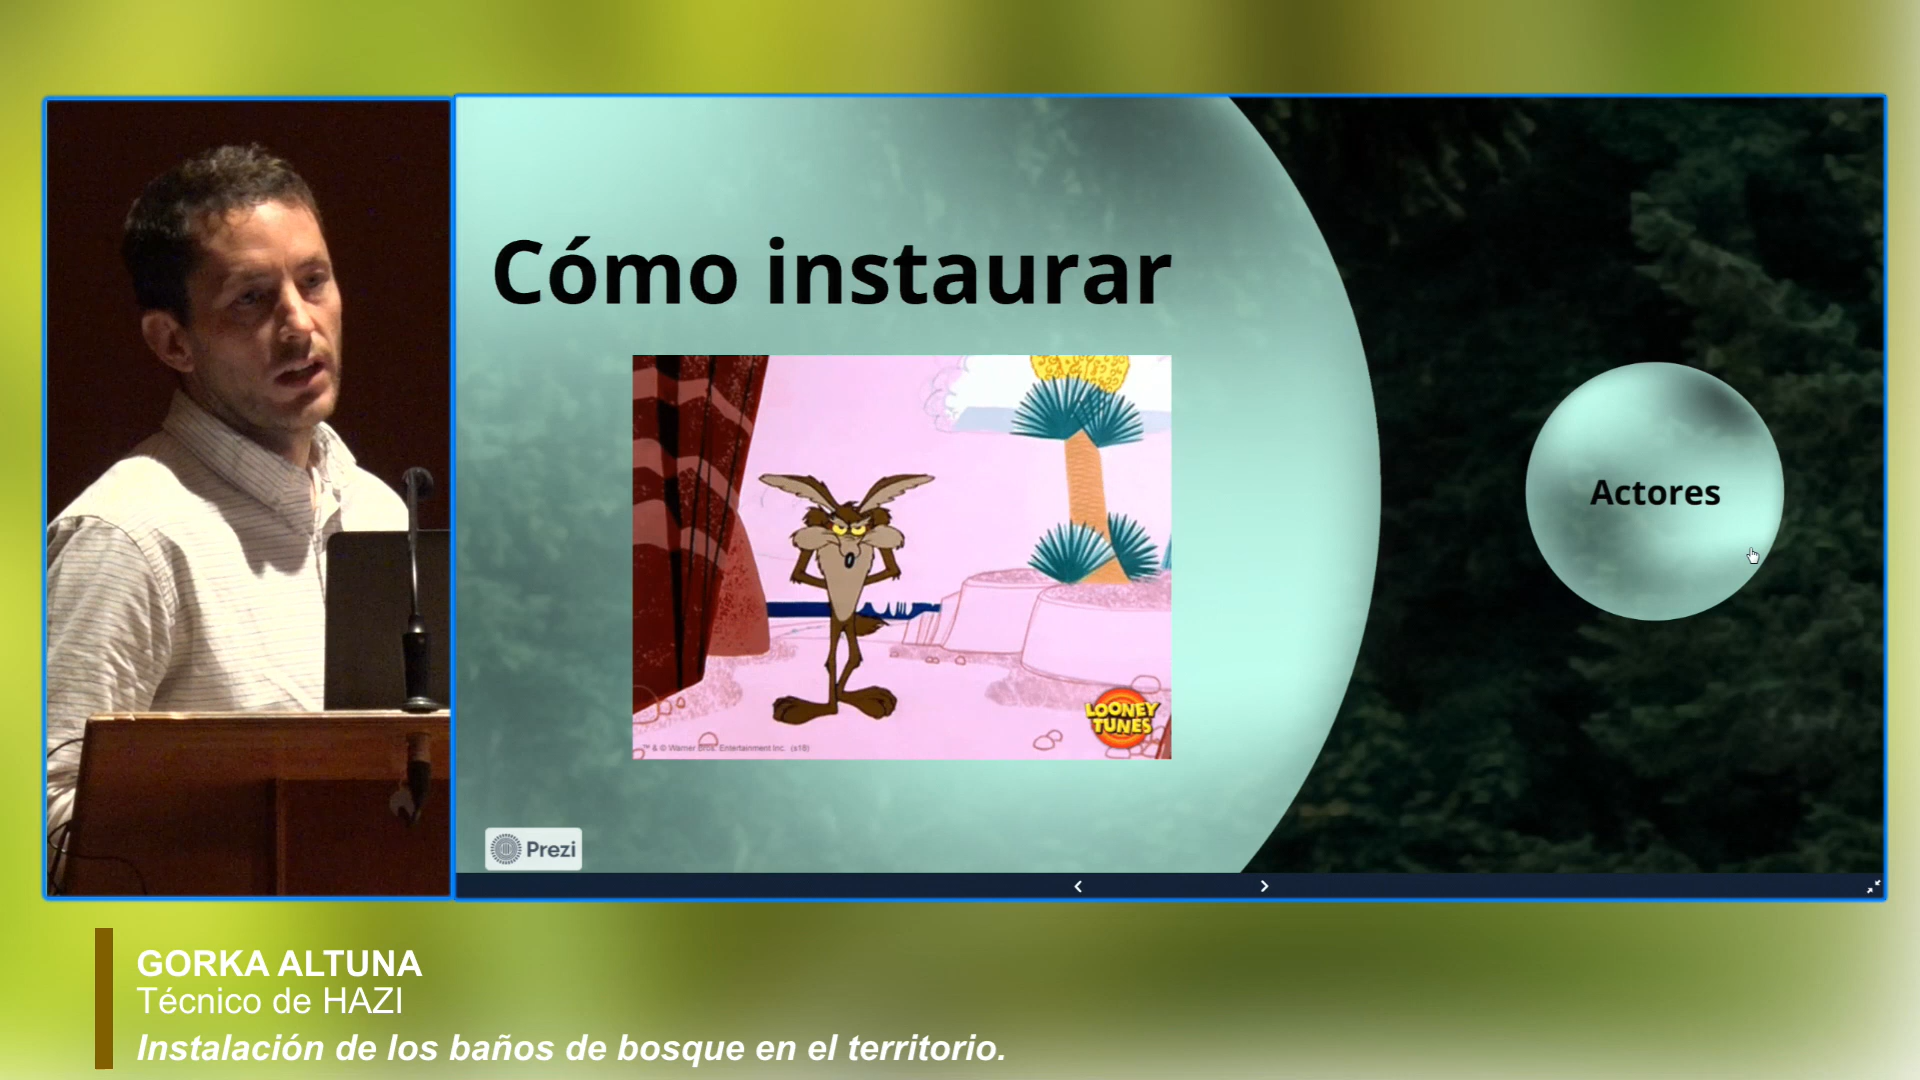 Cómo instaurar
Actores
LOONEY
TUNES
™ & © Warner Bros. Entertainment Inc. (s18)
Prezi
GORKA ALTUNA
Técnico de HAZI
Instalación de los baños de bosque en el territorio.